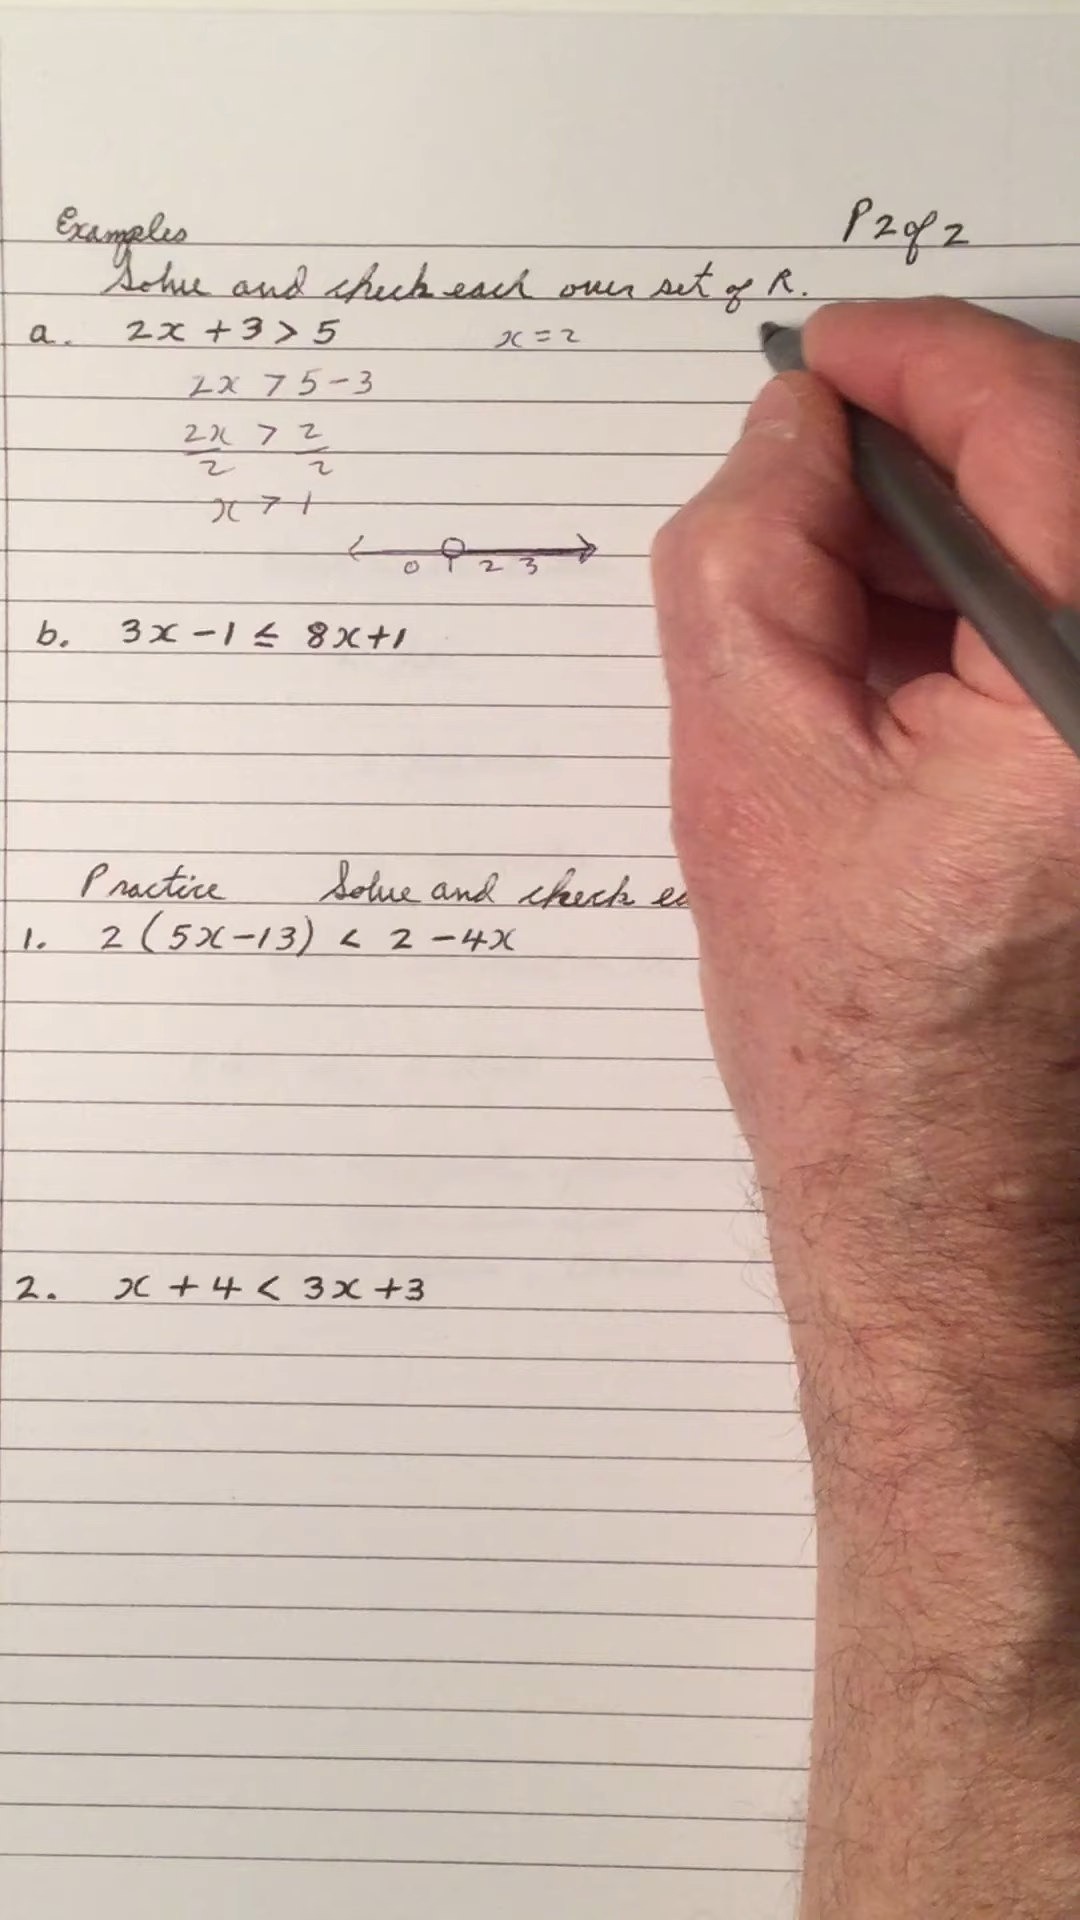 P2of2
Examples
Solve and check each over set of R.
a. 2x + 3 > 5 x = 2
2x > 5 - 3
2x > 2
2 2
x > 1
0 1 2 3
b. 3x - 1 ≤ 8x + 1
Practice Solve and check
1. 2 ( 5x - 13 ) < 2 - 4x
2. x + 4 < 3x + 3